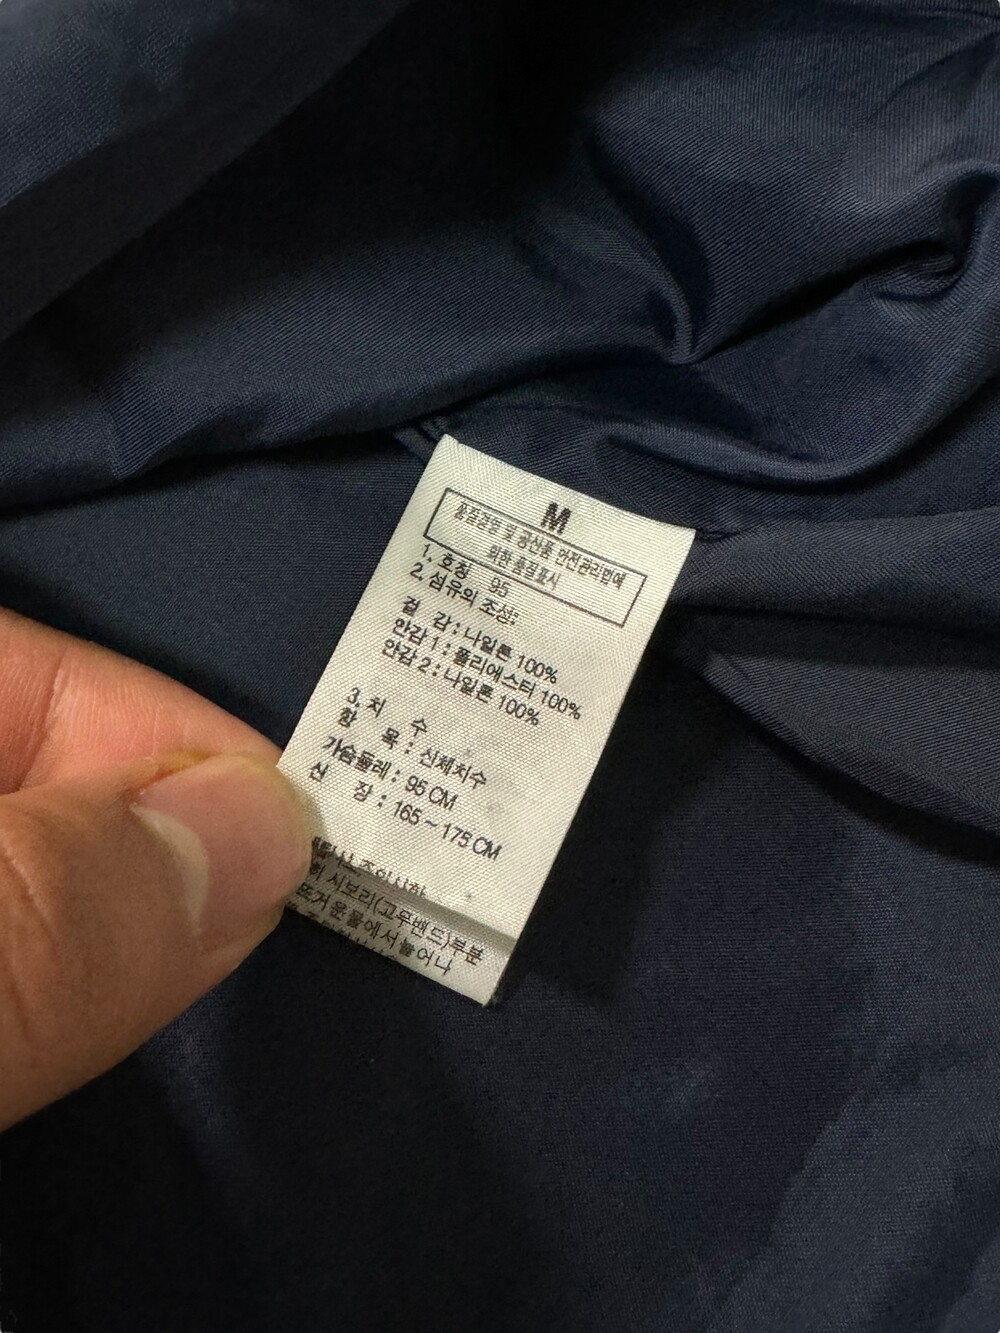 M
품질경영 및 공산품 안전관리법에
의한 품질표시
1. 호칭 95
2. 섬유의 조성:
겉 감 : 나일론 100%
안감 1 : 폴리에스터 100%
안감 2 : 나일론 100%
3. 치 수
항 목 : 신체치수
가슴둘레 : 95 CM
신 장 : 165 ~ 175 CM
시보리(고무밴드)부분
뜨거운물에서